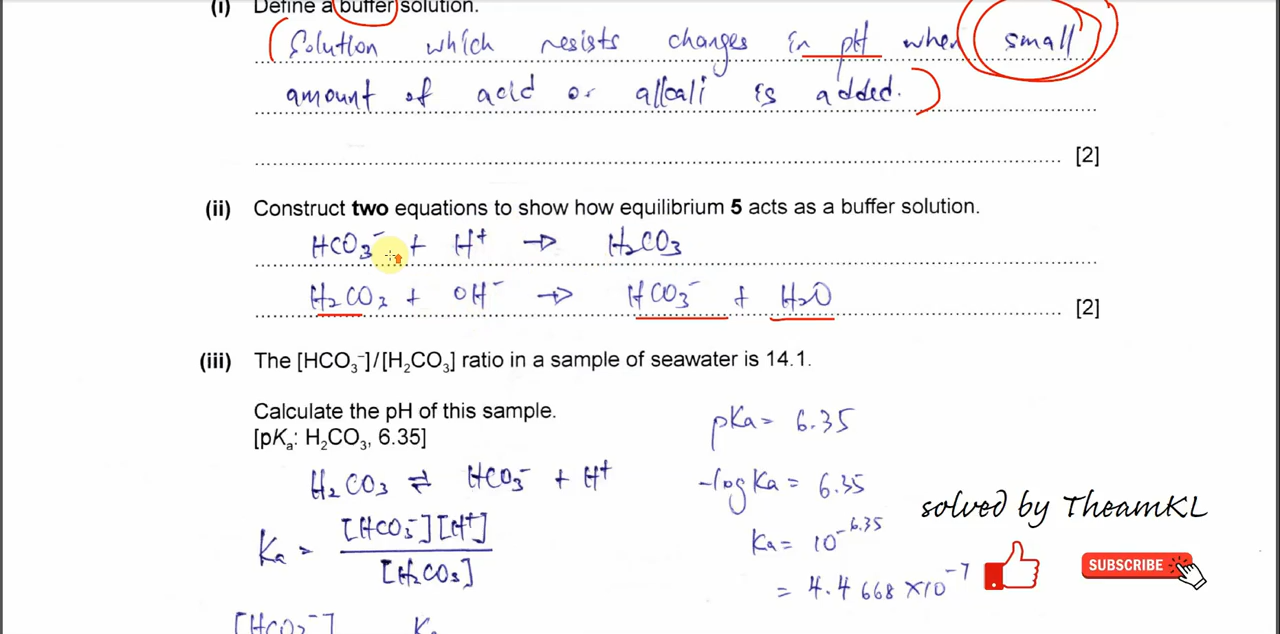 (i) Define a buffer solution.
Solution which resists changes in pH when small
amount of acid or alkali is added.
[2]
(ii) Construct two equations to show how equilibrium 5 acts as a buffer solution.
HCO₃⁻ + H⁺ → H₂CO₃
H₂CO₃ + OH⁻ → HCO₃⁻ + H₂O
[2]
(iii) The [HCO₃⁻]/[H₂CO₃] ratio in a sample of seawater is 14.1.
Calculate the pH of this sample.
[pKₐ: H₂CO₃, 6.35]
H₂CO₃ ⇌ HCO₃⁻ + H⁺
Ka = [HCO₃⁻][H⁺]
[H₂CO₃]
[HCO₃⁻] Ka
pKa = 6.35
-log Ka = 6.35
Ka = 10^-6.35
= 4.4668 × 10⁻⁷
solved by TheamKL
SUBSCRIBE